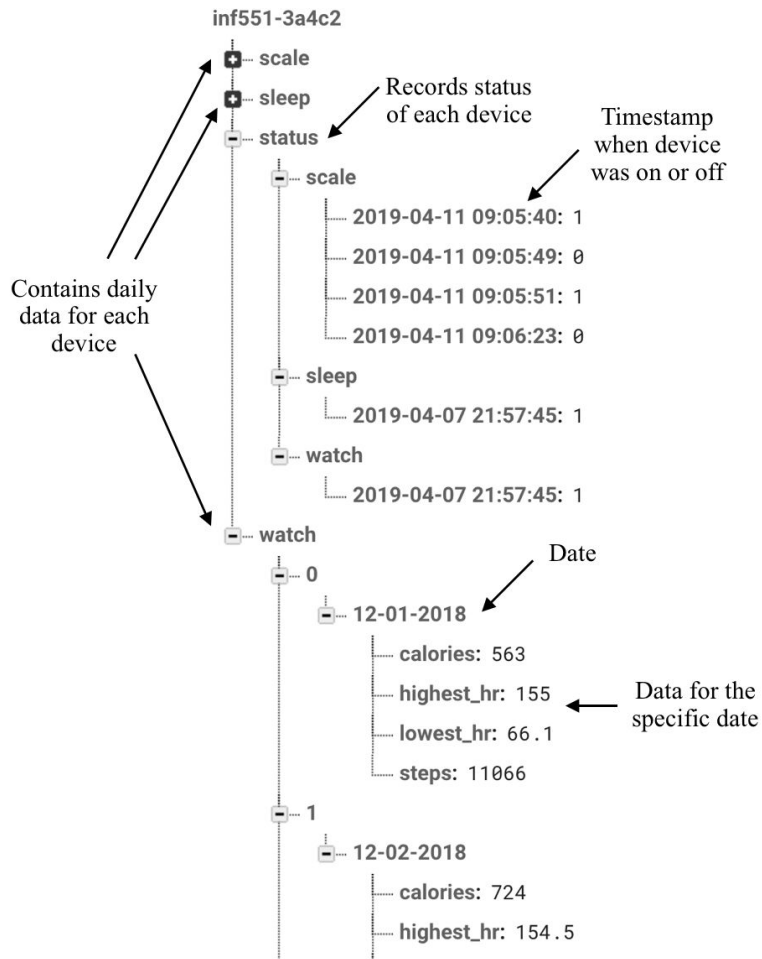 inf551-3a4c2
scale
sleep
Records status
of each device
status
Timestamp
when device
was on or off
scale
2019-04-11 09:05:40: 1
2019-04-11 09:05:49: 0
2019-04-11 09:05:51: 1
2019-04-11 09:06:23: 0
Contains daily
data for each
device
sleep
2019-04-07 21:57:45: 1
watch
2019-04-07 21:57:45: 1
watch
Date
0
12-01-2018
calories: 563
highest_hr: 155
lowest_hr: 66.1
steps: 11066
Data for the
specific date
1
12-02-2018
calories: 724
highest_hr: 154.5